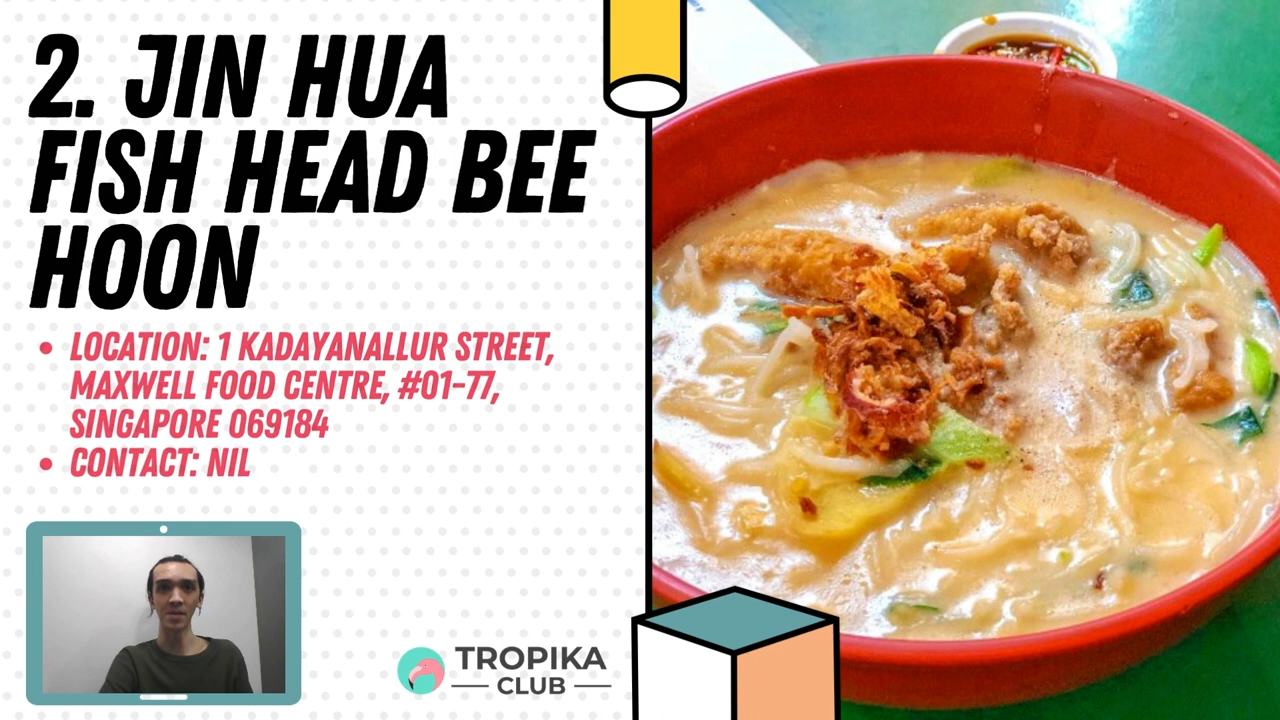 2. JIN HUA
FISH HEAD BEE
HOON
• LOCATION: 1 KADAYANALLUR STREET,
MAXWELL FOOD CENTRE, #01-77,
SINGAPORE 069184
• CONTACT: NIL
TROPIKA
CLUB